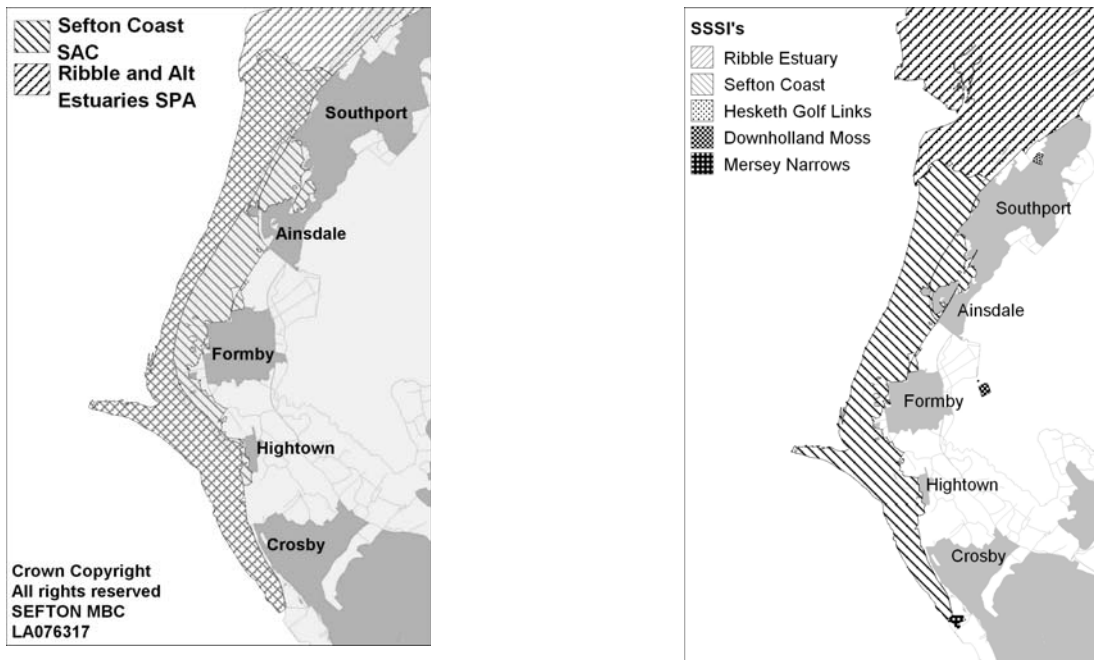 Sefton Coast
SAC
Ribble and Alt
Estuaries SPA
Southport
Ainsdale
Formby
Hightown
Crosby
Crown Copyright
All rights reserved
SEFTON MBC
LA076317
SSSI's
Ribble Estuary
Sefton Coast
Hesketh Golf Links
Downholland Moss
Mersey Narrows
Southport
Ainsdale
Formby
Hightown
Crosby